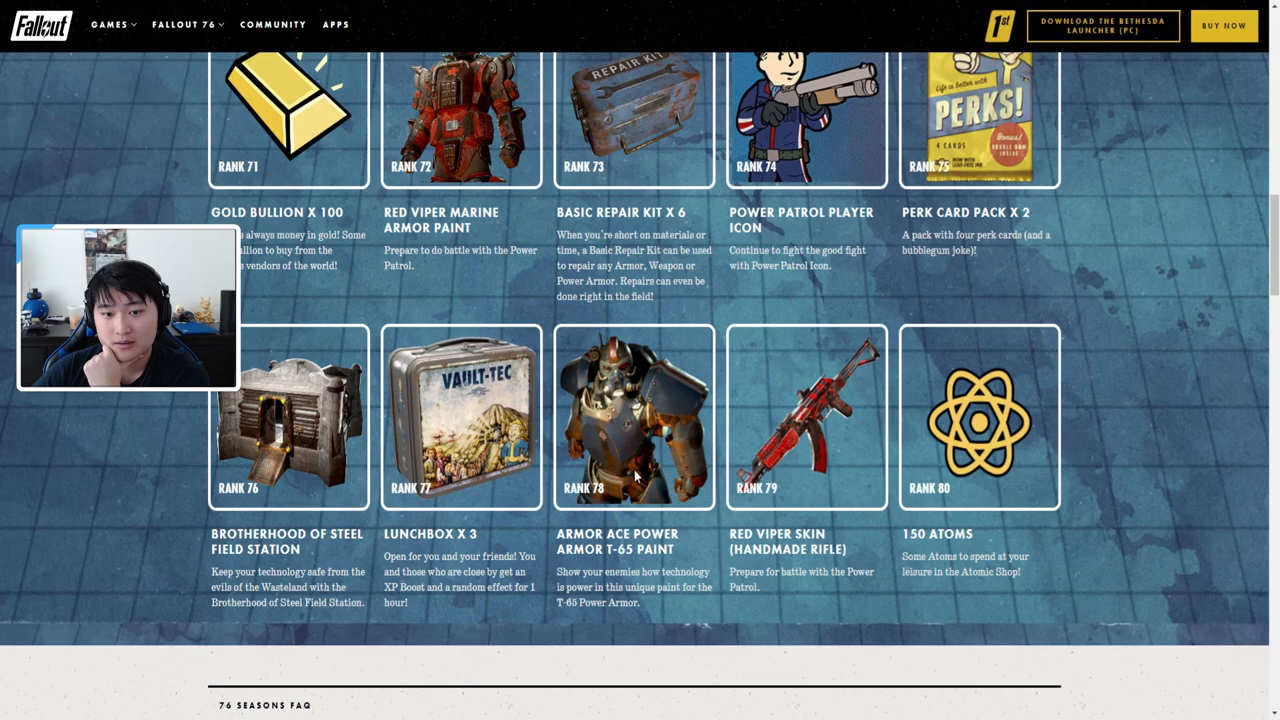 Fallout
GAMES
FALLOUT 76
COMMUNITY
APPS
1st
DOWNLOAD THE BETHESDA
LAUNCHER (PC)
BUY NOW
REPAIR KIT
Life is better with
PERKS!
4 CARDS
Bonus!
BUBBLE GUM
INSIDE
NOW WITH
LEAD-FREE INK
RANK 71
RANK 72
RANK 73
RANK 74
RANK 75
GOLD BULLION X 100
always money in gold! Some
bullion to buy from the
vendors of the world!
RED VIPER MARINE
ARMOR PAINT
Prepare to do battle with the Power
Patrol.
BASIC REPAIR KIT X 6
When you're short on materials or
time, a Basic Repair Kit can be used
to repair any Armor, Weapon or
Power Armor. Repairs can even be
done right in the field!
POWER PATROL PLAYER
ICON
Continue to fight the good fight
with Power Patrol Icon.
PERK CARD PACK X 2
A pack with four perk cards (and a
bubblegum joke)!
VAULT-TEC
RANK 76
RANK 77
RANK 78
RANK 79
RANK 80
BROTHERHOOD OF STEEL
FIELD STATION
Keep your technology safe from the
evils of the Wasteland with the
Brotherhood of Steel Field Station.
LUNCHBOX X 3
Open for you and your friends! You
and those who are close by get an
XP Boost and a random effect for 1
hour!
ARMOR ACE POWER
ARMOR T-65 PAINT
Show your enemies how technology
is power in this unique paint for the
T-65 Power Armor.
RED VIPER SKIN
(HANDMADE RIFLE)
Prepare for battle with the Power
Patrol.
150 ATOMS
Some Atoms to spend at your
leisure in the Atomic Shop!
76 SEASONS FAQ